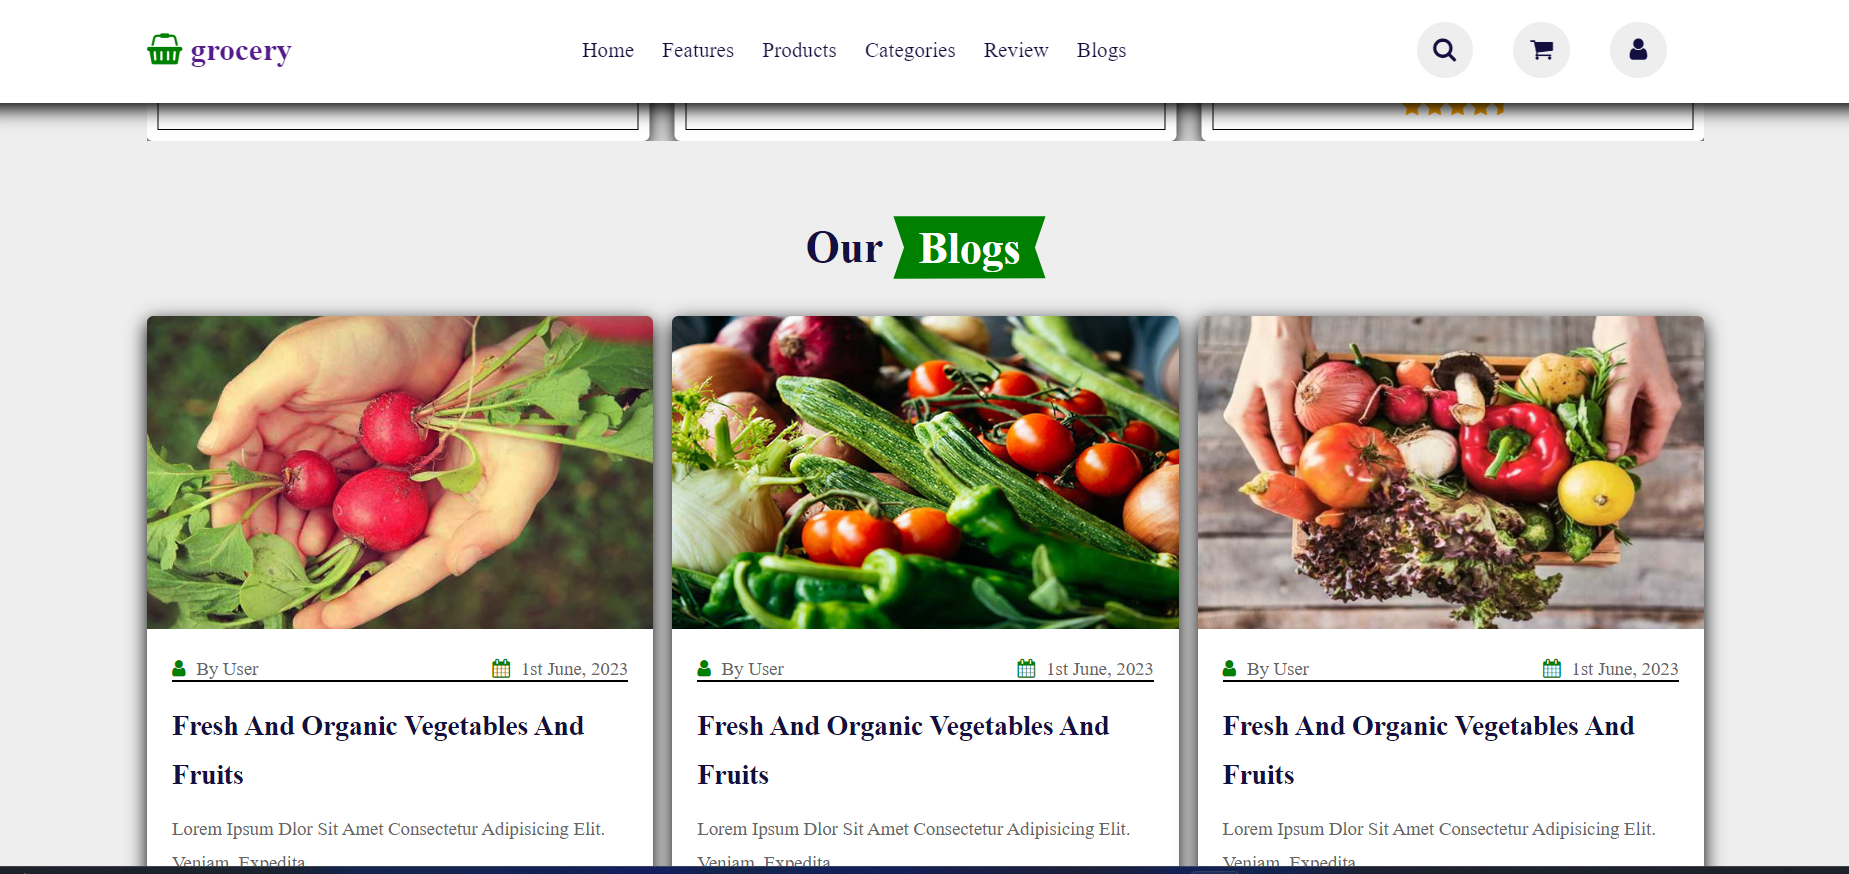 grocery
Home Features Products Categories Review Blogs
Our Blogs
By User 1st June, 2023
Fresh And Organic Vegetables And
Fruits
Lorem Ipsum Dlor Sit Amet Consectetur Adipisicing Elit.
Veniam, Expedita
By User 1st June, 2023
Fresh And Organic Vegetables And
Fruits
Lorem Ipsum Dlor Sit Amet Consectetur Adipisicing Elit.
Veniam, Expedita
By User 1st June, 2023
Fresh And Organic Vegetables And
Fruits
Lorem Ipsum Dlor Sit Amet Consectetur Adipisicing Elit.
Veniam, Expedita